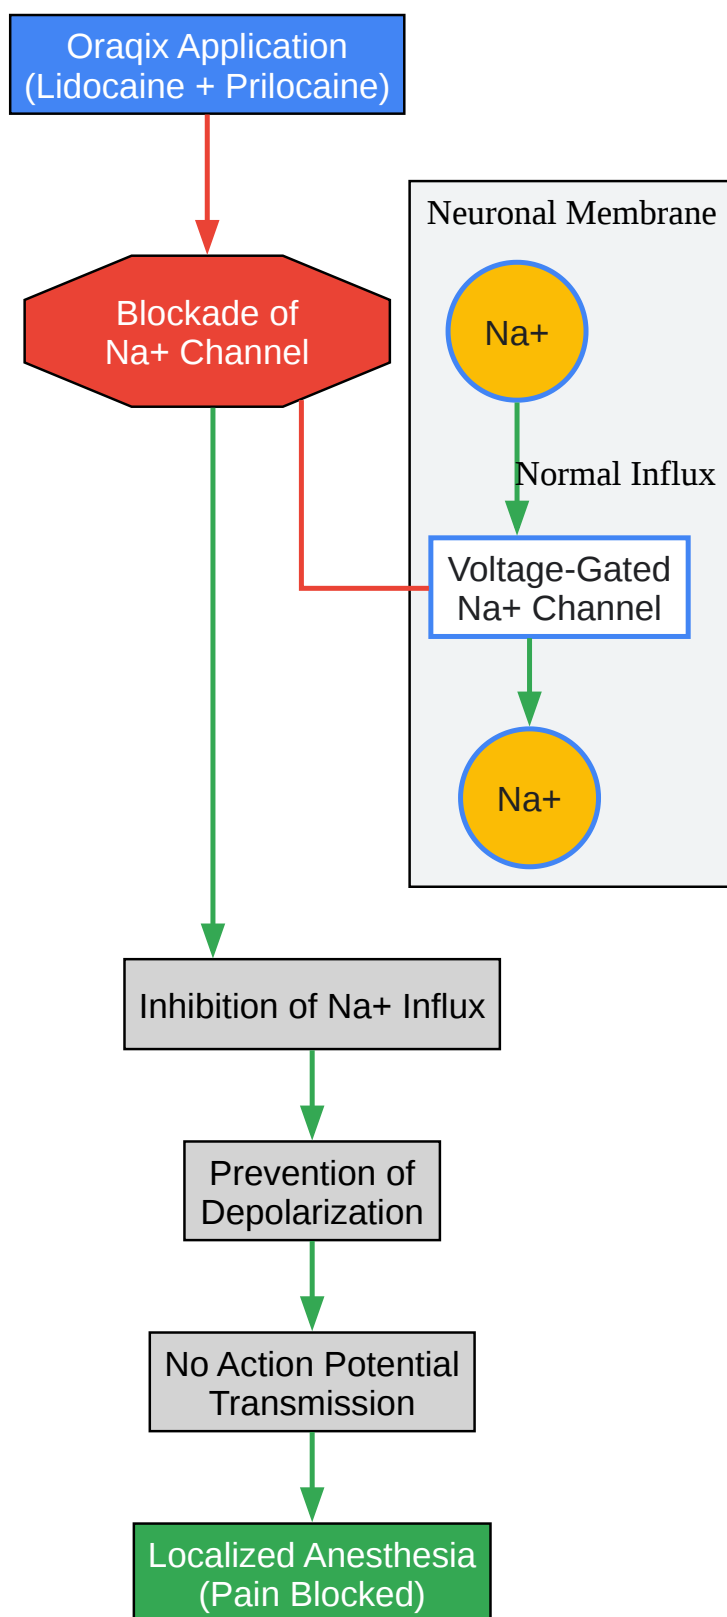 Oraqix Application
(Lidocaine + Prilocaine)
Neuronal Membrane
Blockade of
Na+ Channel
Na+
Normal Influx
Voltage-Gated
Na+ Channel
Na+
Inhibition of Na+ Influx
Prevention of
Depolarization
No Action Potential
Transmission
Localized Anesthesia
(Pain Blocked)